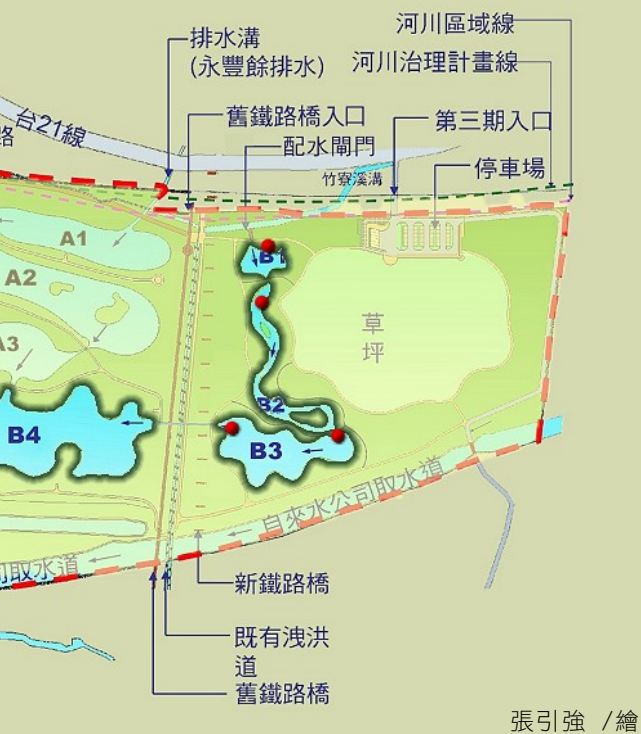 河川區域線
排水溝
(永豐餘排水)
河川治理計畫線
台21線
路
舊鐵路橋入口
第三期入口
配水閘門
停車場
竹寮溪溝
A1
B1
A2
草
坪
A3
B2
B4
B3
自來水公司取水道
司取水道
新鐵路橋
既有洩洪
道
舊鐵路橋
張引強 /繪